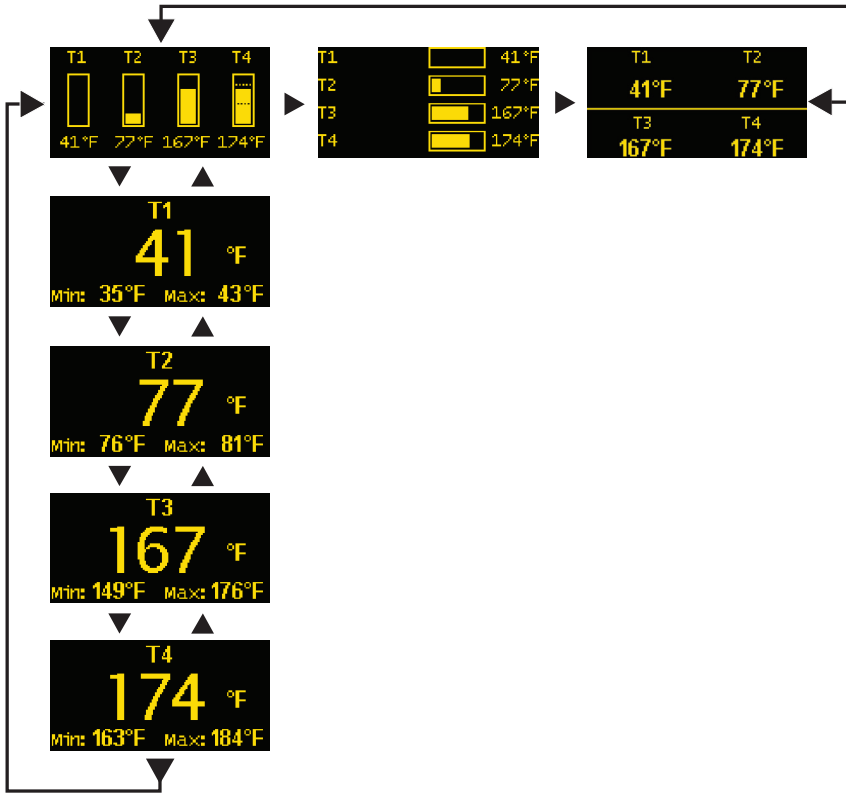 T1 T2 T3 T4
41°F 77°F 167°F 174°F
T1 41°F
T2 77°F
T3 167°F
T4 174°F
T1 T2
41°F 77°F
T3 T4
167°F 174°F
T1
41 °F
Min: 35°F Max: 43°F
T2
77 °F
Min: 76°F Max: 81°F
T3
167 °F
Min: 149°F Max: 176°F
T4
174 °F
Min: 163°F Max: 184°F